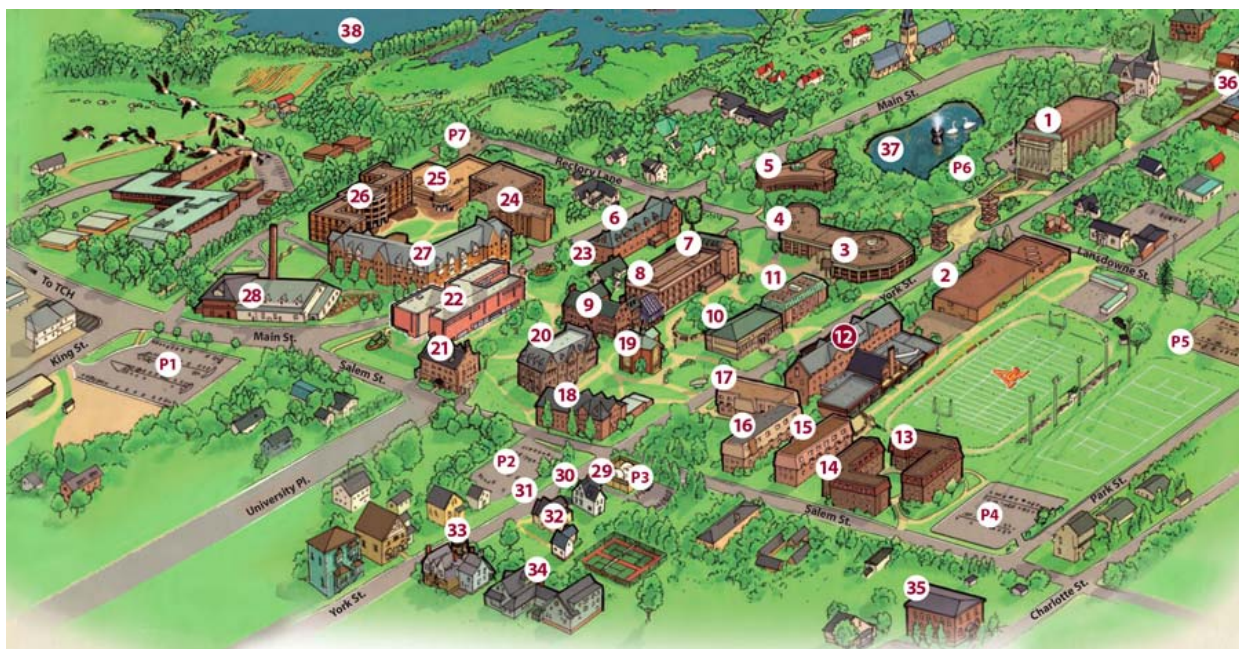 38
36
1
Main St.
P7
37
P6
5
Rectory Lane
26
25
24
6
4
3
7
27
23
8
11
Lansdowne St.
To TCH
28
22
9
10
York St.
2
Main St.
20
19
12
King St.
P1
Salem St.
21
P5
17
18
16
15
13
14
P2
30
29
P3
31
Park St.
University Pl.
32
Salem St.
P4
33
34
35
York St.
Charlotte St.